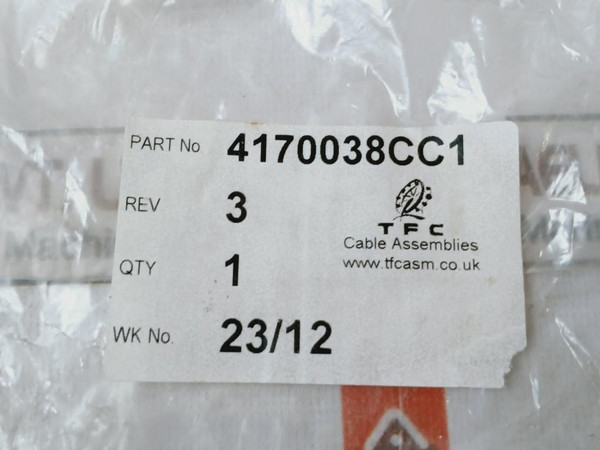 PART No 4170038CC1
REV 3
TFC
Cable Assemblies
QTY 1
www.tfcasm.co.uk
WK No. 23/12